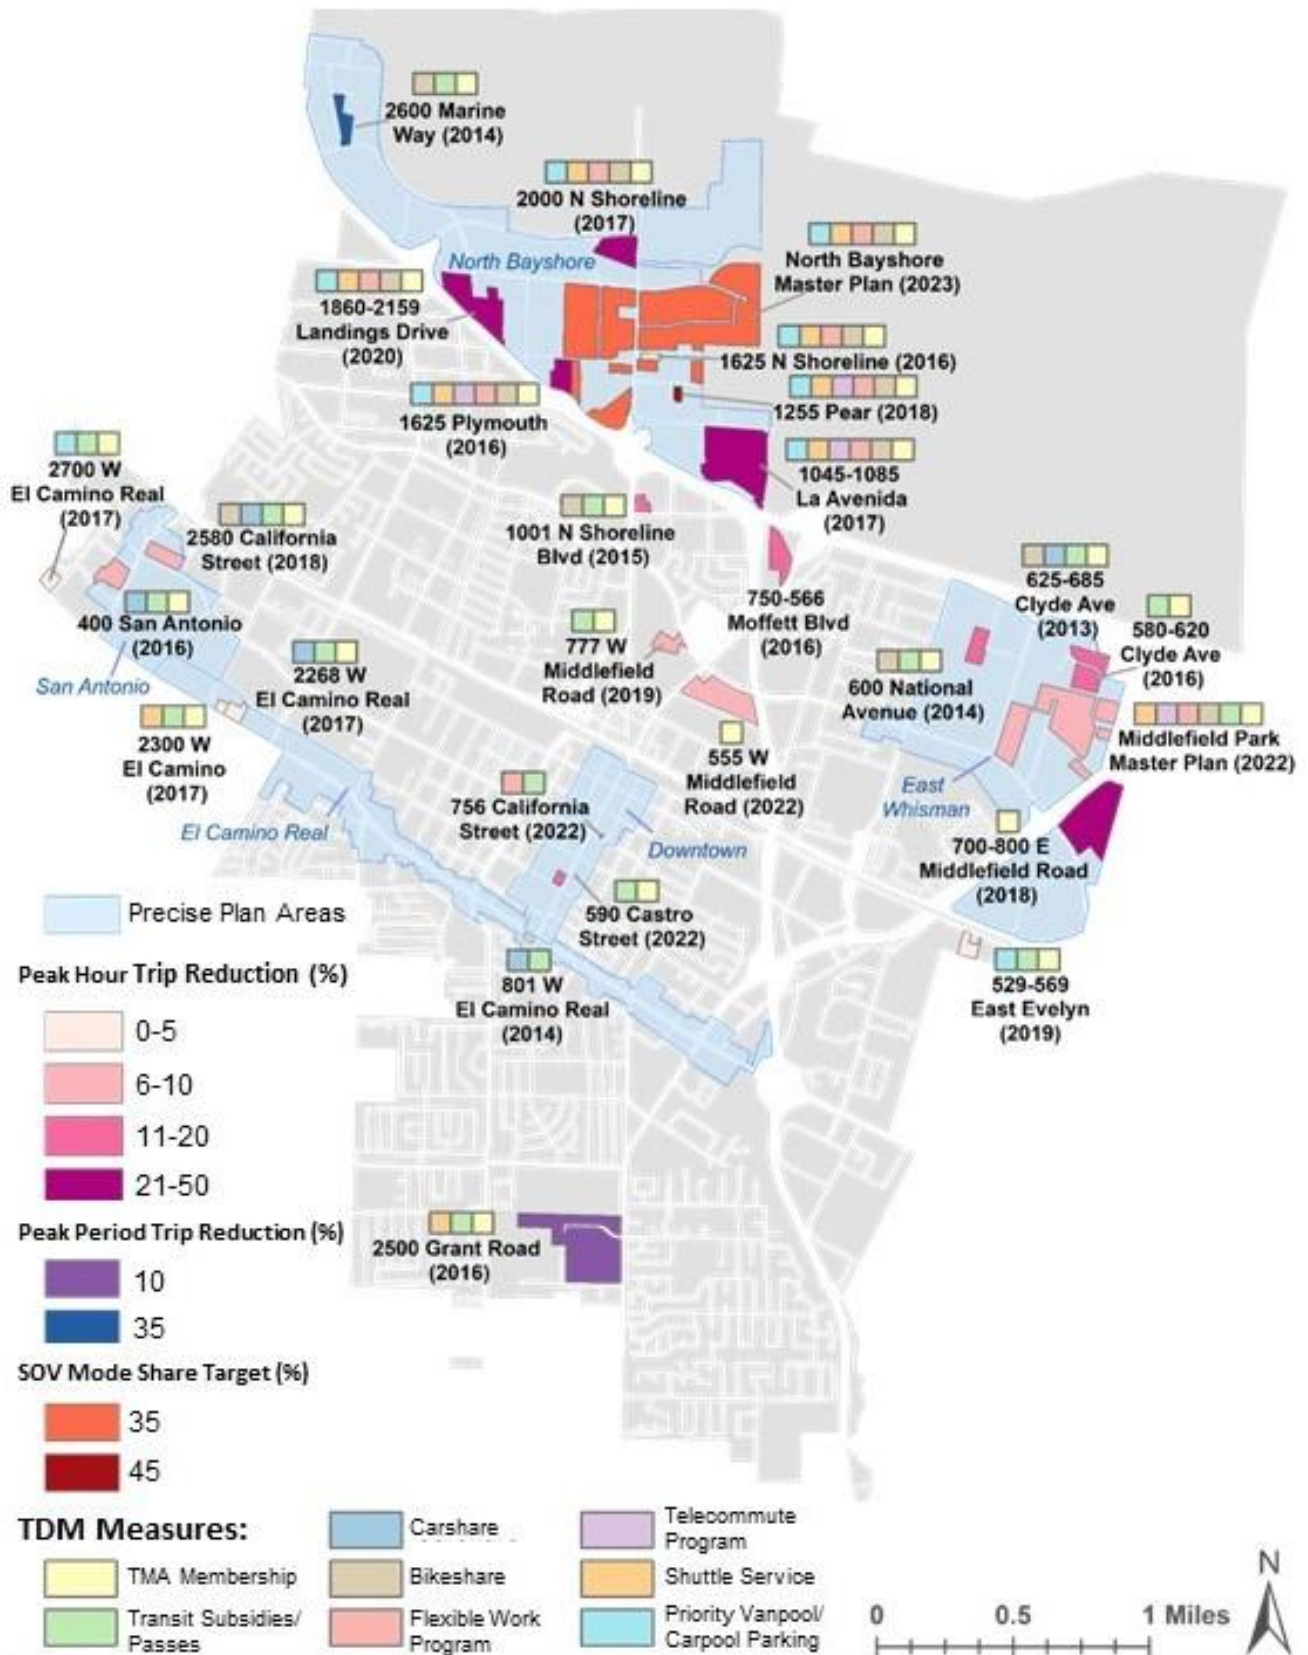 2600 Marine
Way (2014)
2000 N Shoreline
(2017)
North Bayshore
North Bayshore
Master Plan (2023)
1860-2159
Landings Drive
(2020)
1625 N Shoreline (2016)
1255 Pear (2018)
1625 Plymouth
(2016)
1045-1085
La Avenida
(2017)
2700 W
El Camino Real
(2017)
2580 California
Street (2018)
1001 N Shoreline
Blvd (2015)
400 San Antonio
(2016)
San Antonio
750-566
Moffett Blvd
(2016)
625-685
Clyde Ave
(2013)
580-620
Clyde Ave
(2016)
777 W
Middlefield
Road (2019)
2268 W
El Camino Real
(2017)
600 National
Avenue (2014)
2300 W
El Camino
(2017)
555 W
Middlefield
Road (2022)
Middlefield Park
Master Plan (2022)
East
Whisman
756 California
Street (2022)
El Camino Real
Downtown
700-800 E
Middlefield Road
(2018)
590 Castro
Street (2022)
801 W
El Camino Real
(2014)
529-569
East Evelyn
(2019)
2500 Grant Road
(2016)
Precise Plan Areas
Peak Hour Trip Reduction (%)
0-5
6-10
11-20
21-50
Peak Period Trip Reduction (%)
10
35
SOV Mode Share Target (%)
35
45
TDM Measures:
TMA Membership
Transit Subsidies/
Passes
Carshare
Bikeshare
Flexible Work
Program
Telecommute
Program
Shuttle Service
Priority Vanpool/
Carpool Parking
0 0.5 1 Miles
N